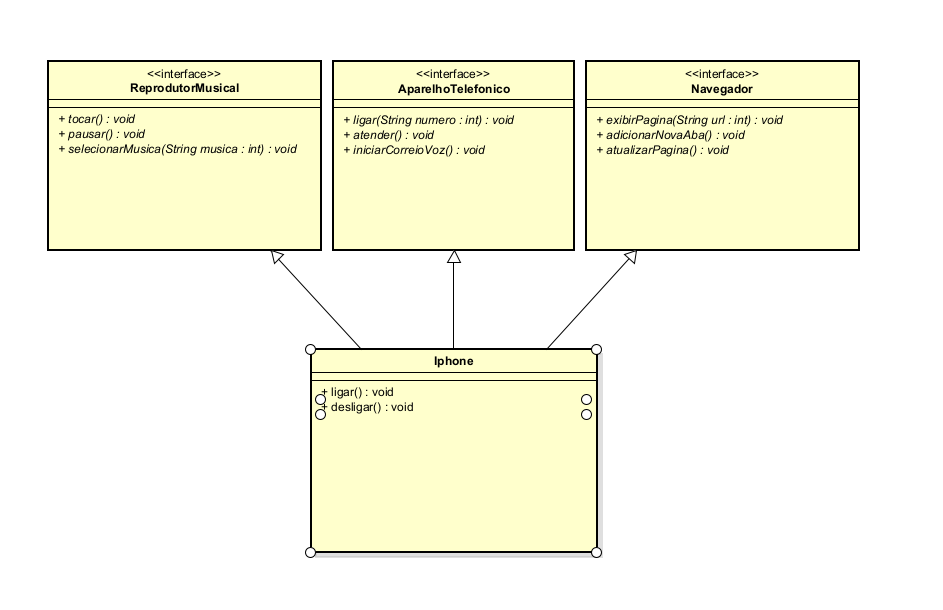 <<interface>>
ReprodutorMusical
+ tocar() : void
+ pausar() : void
+ selecionarMusica(String musica : int) : void
<<interface>>
AparelhoTelefonico
+ ligar(String numero : int) : void
+ atender() : void
+ iniciarCorreioVoz() : void
<<interface>>
Navegador
+ exibirPagina(String url : int) : void
+ adicionarNovaAba() : void
+ atualizarPagina() : void
Iphone
+ ligar() : void
+ desligar() : void